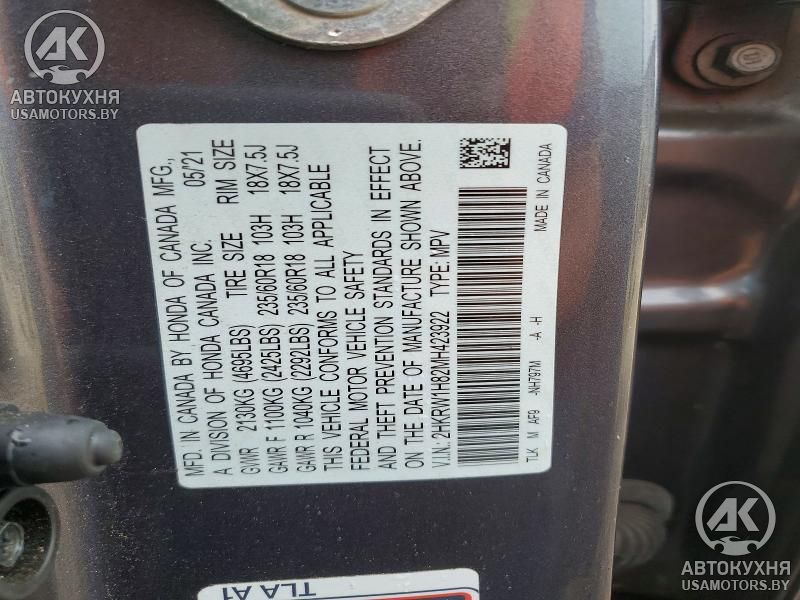 AK
АВТОКУХНЯ
USAMOTORS.BY
MFD. IN CANADA BY HONDA OF CANADA MFG., 05/21
A DIVISION OF HONDA CANADA INC.
TIRE SIZE RIM SIZE
GVWR 2130KG (4695LBS)
GAWR F 1100KG (2425LBS) 235/60R18 103H 18X7.5J
GAWR R 1040KG (2292LBS) 235/60R18 103H 18X7.5J
THIS VEHICLE CONFORMS TO ALL APPLICABLE
FEDERAL MOTOR VEHICLE SAFETY
AND THEFT PREVENTION STANDARDS IN EFFECT
ON THE DATE OF MANUFACTURE SHOWN ABOVE.
V.I.N.: 2HKRW1H82MH423922 TYPE: MPV
TLK M AF9 -NH797M -A -H
MADE IN CANADA
TLA A1
AK
АВТОКУХНЯ
USAMOTORS.BY